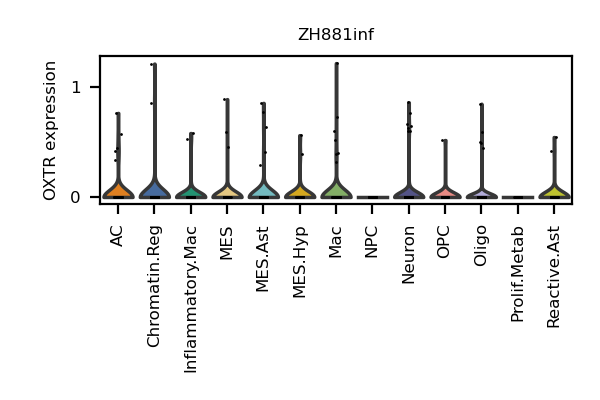 ZH881inf
OXTR expression
1
0
AC
Chromatin.Reg
Inflammatory.Mac
MES
MES.Ast
MES.Hyp
Mac
NPC
Neuron
OPC
Oligo
Prolif.Metab
Reactive.Ast